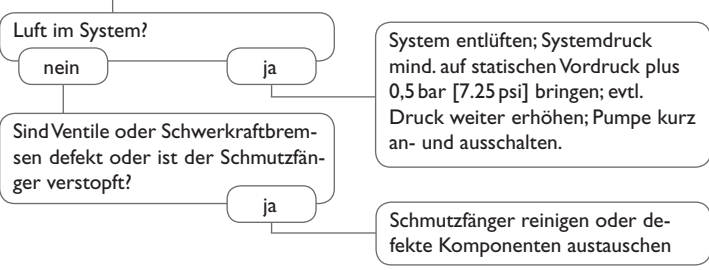 Luft im System?
nein
ja
System entlüften; Systemdruck
mind. auf statischen Vordruck plus
0,5 bar [7.25 psi] bringen; evtl.
Druck weiter erhöhen; Pumpe kurz
an- und ausschalten.
Sind Ventile oder Schwerkraftbrem-
sen defekt oder ist der Schmutzfän-
ger verstopft?
ja
Schmutzfänger reinigen oder de-
fekte Komponenten austauschen